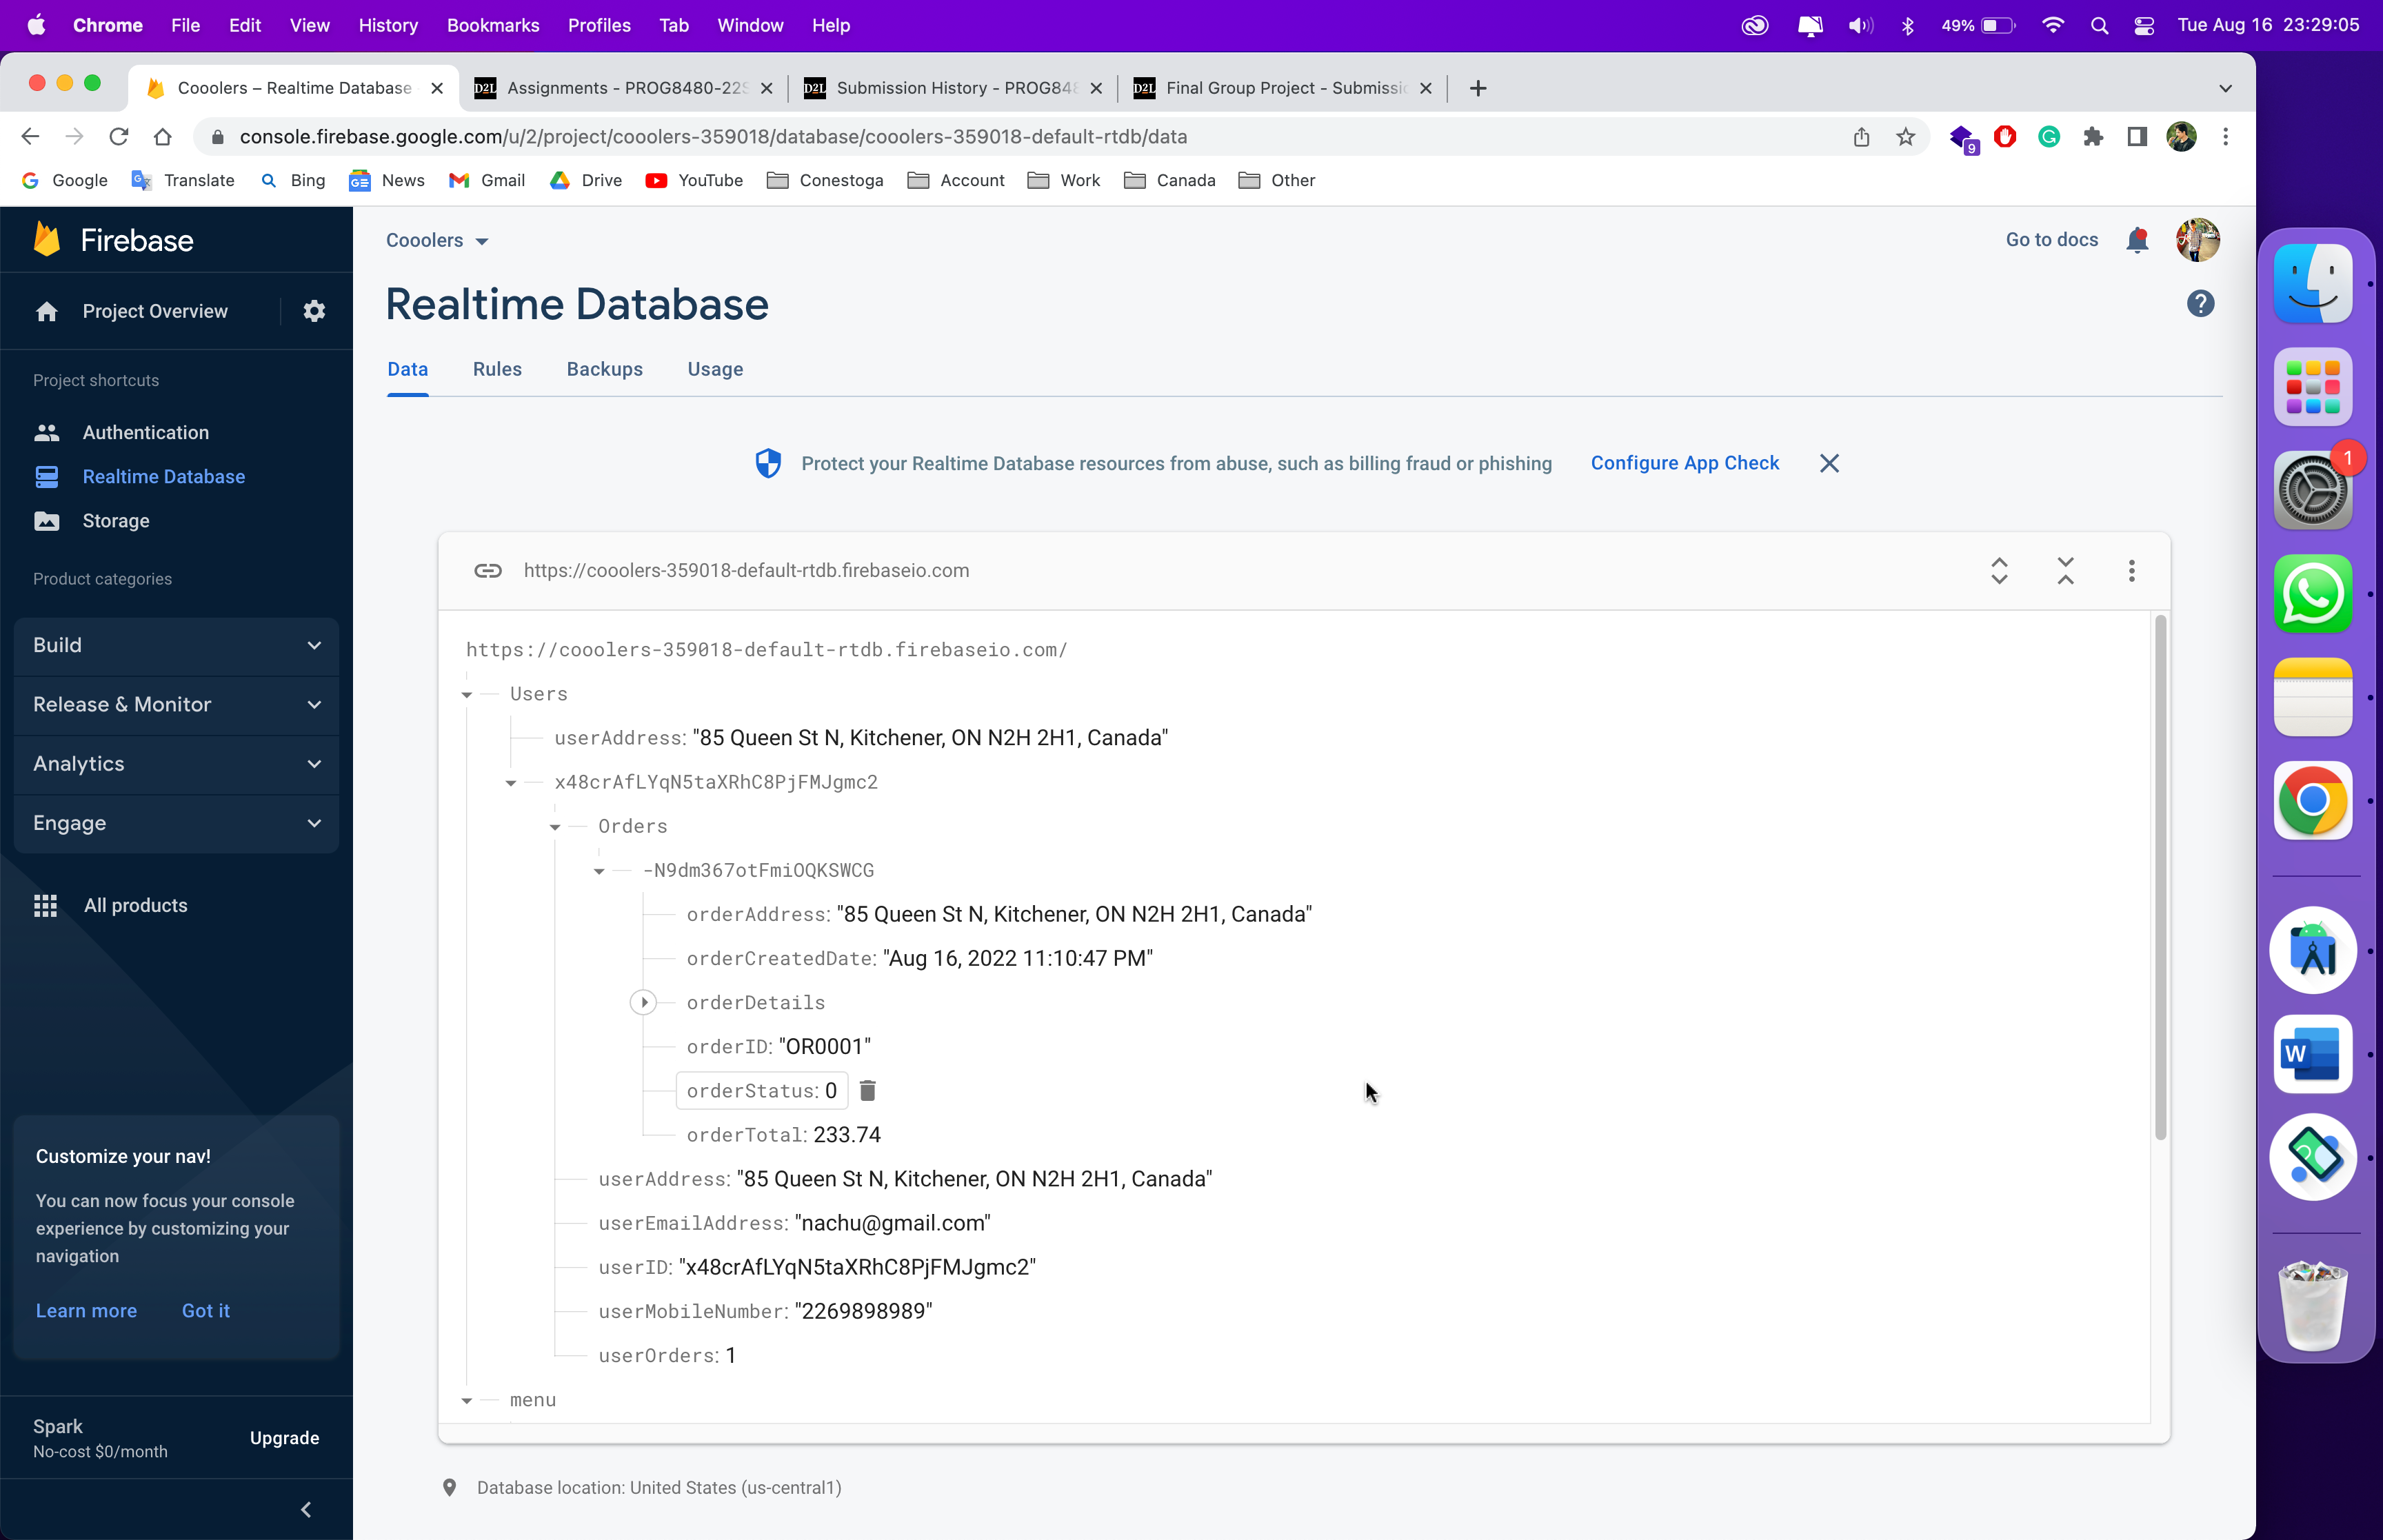 Chrome File Edit View History Bookmarks Profiles Tab Window Help 49% Tue Aug 16 23:29:05
Cooolers – Realtime Database D2L Assignments - PROG8480-22S D2L Submission History - PROG848 D2L Final Group Project - Submissio
console.firebase.google.com/u/2/project/cooolers-359018/database/cooolers-359018-default-rtdb/data 9
Google Translate Bing News Gmail Drive YouTube Conestoga Account Work Canada Other
Firebase
Project Overview
Project shortcuts
Authentication
Realtime Database
Storage
Product categories
Build
Release & Monitor
Analytics
Engage
All products
Customize your nav!
You can now focus your console
experience by customizing your
navigation
Learn more Got it
Spark
No-cost $0/month
Upgrade
Cooolers
Go to docs
Realtime Database
Data Rules Backups Usage
Protect your Realtime Database resources from abuse, such as billing fraud or phishing Configure App Check
https://cooolers-359018-default-rtdb.firebaseio.com
https://cooolers-359018-default-rtdb.firebaseio.com/
Users
userAddress: "85 Queen St N, Kitchener, ON N2H 2H1, Canada"
x48crAfLYqN5taXRhC8PjFMJgmc2
Orders
-N9dm367otFmiOQKSWCG
orderAddress: "85 Queen St N, Kitchener, ON N2H 2H1, Canada"
orderCreatedDate: "Aug 16, 2022 11:10:47 PM"
orderDetails
orderID: "OR0001"
orderStatus: 0
orderTotal: 233.74
userAddress: "85 Queen St N, Kitchener, ON N2H 2H1, Canada"
userEmailAddress: "nachu@gmail.com"
userID: "x48crAfLYqN5taXRhC8PjFMJgmc2"
userMobileNumber: "2269898989"
userOrders: 1
menu
Database location: United States (us-central1)
1
W